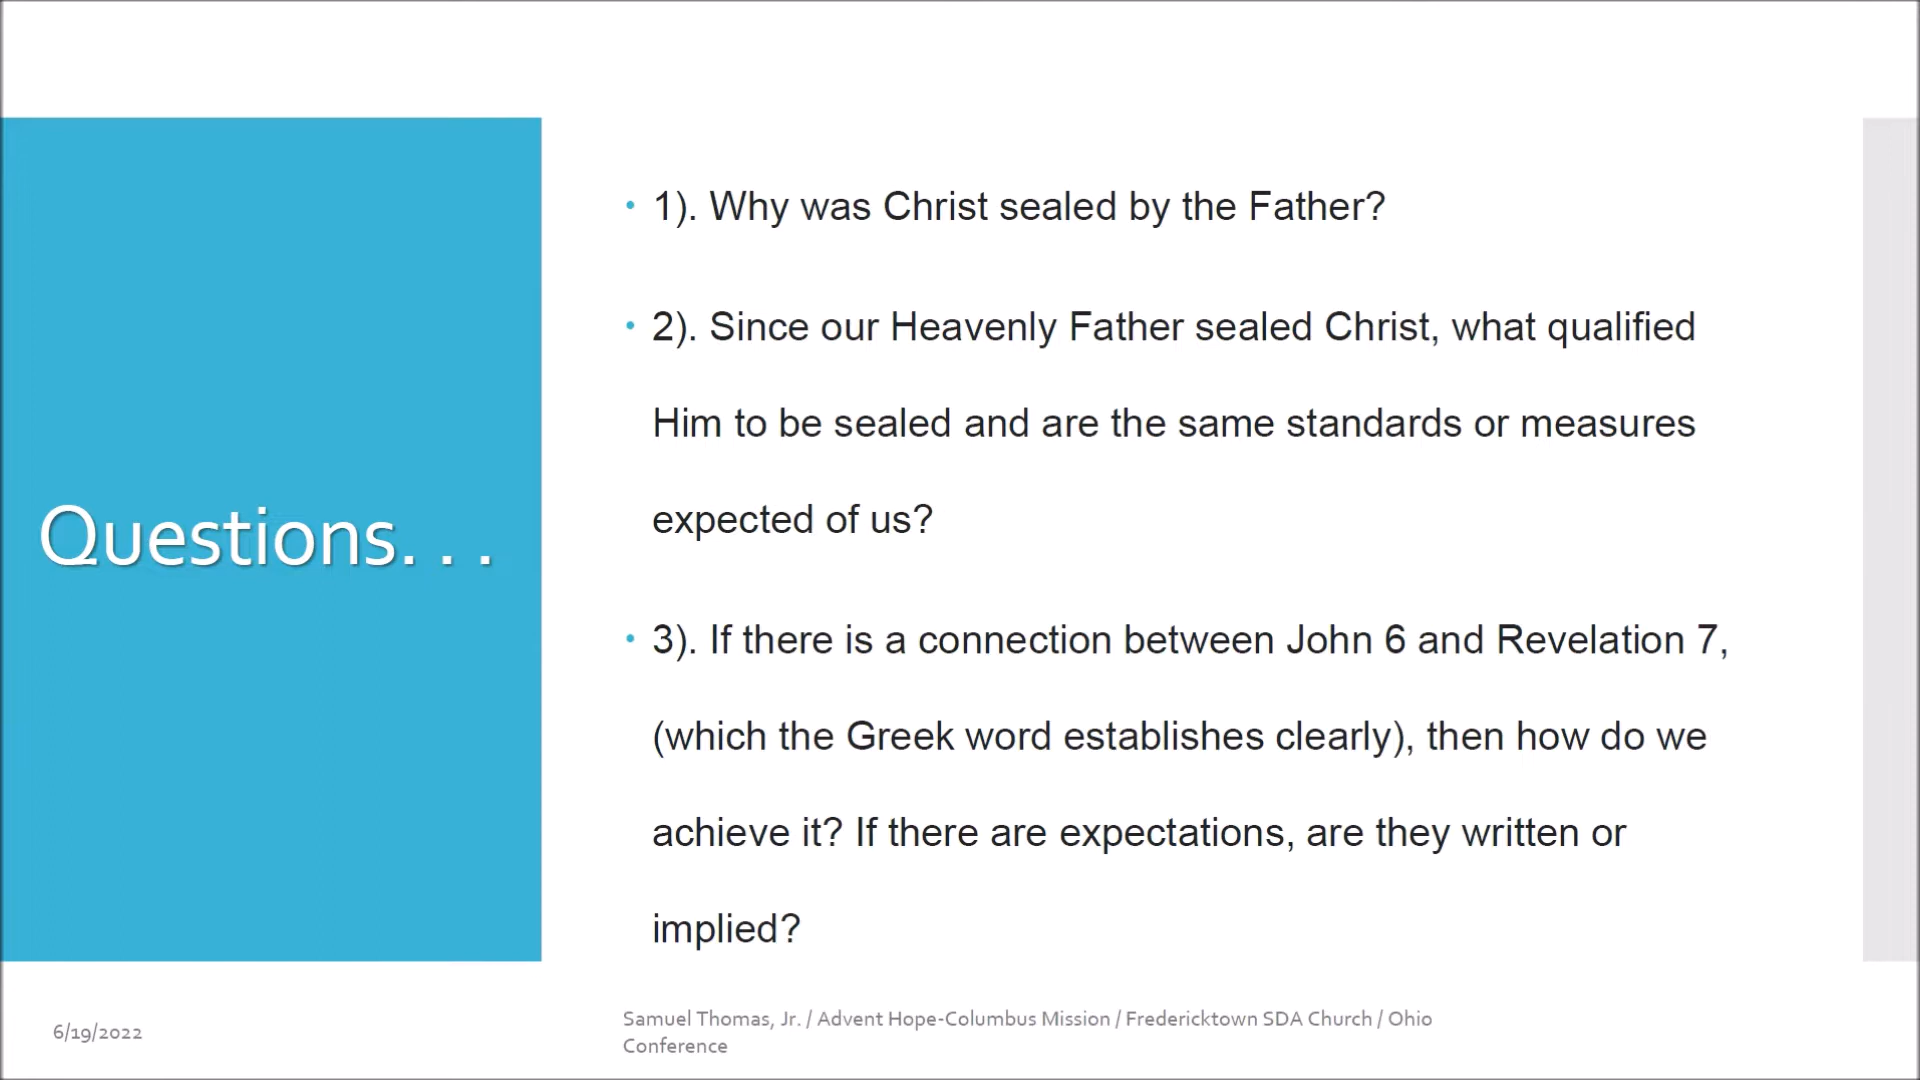 Questions. . .
• 1). Why was Christ sealed by the Father?
• 2). Since our Heavenly Father sealed Christ, what qualified
Him to be sealed and are the same standards or measures
expected of us?
• 3). If there is a connection between John 6 and Revelation 7,
(which the Greek word establishes clearly), then how do we
achieve it? If there are expectations, are they written or
implied?
6/19/2022
Samuel Thomas, Jr. / Advent Hope-Columbus Mission / Fredericktown SDA Church / Ohio
Conference